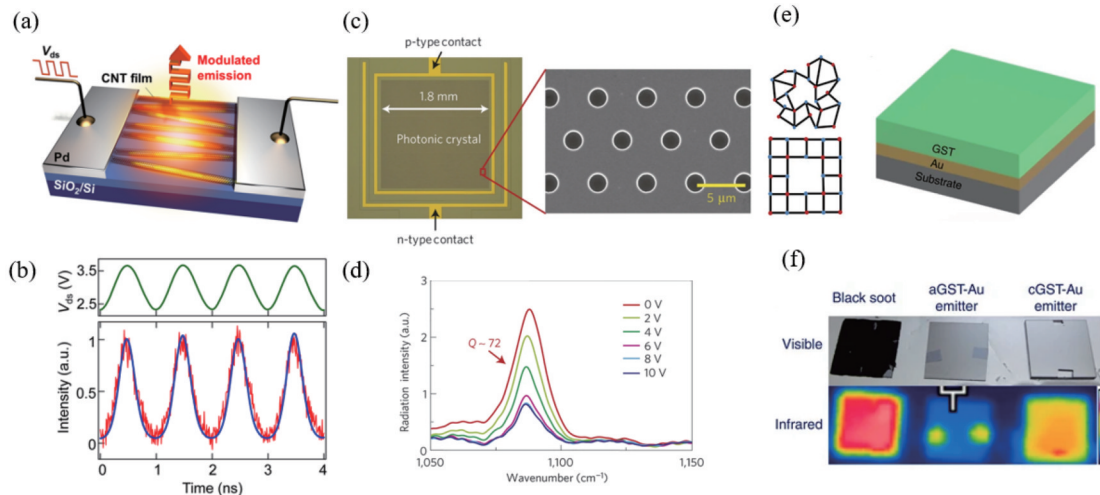 (a)
V_ds
CNT film
Modulated
emission
Pd
SiO₂/Si
(b)
V_ds (V)
3.5
2.5
Intensity (a.u.)
1
0.5
0
0 1 2 3 4
Time (ns)
(c)
p-type contact
1.8 mm
Photonic crystal
n-type contact
5 µm
(d)
Radiation intensity (a.u.)
3
2
1
0
Q ~ 72
0 V
2 V
4 V
6 V
8 V
10 V
1,050 1,100 1,150
Wavenumber (cm⁻¹)
(e)
GST
Au
Substrate
(f)
Black soot
aGST-Au
emitter
cGST-Au
emitter
Visible
Infrared